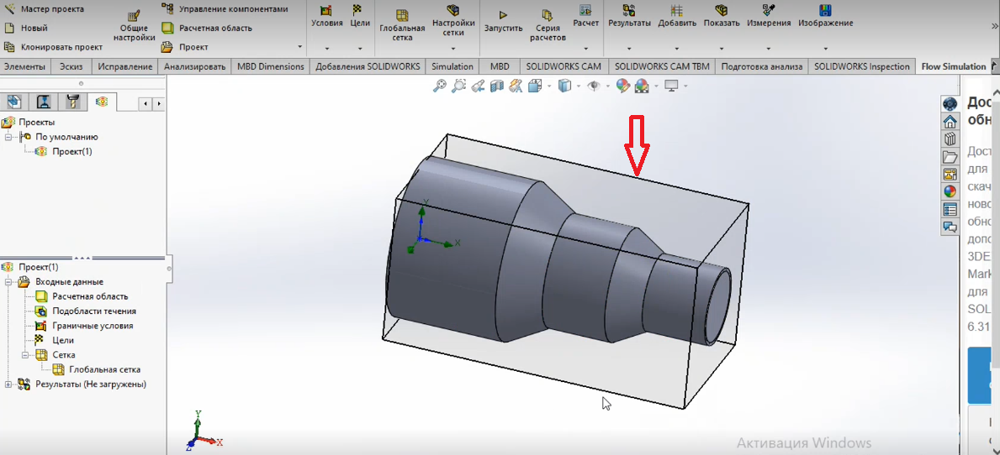 Мастер проекта
Новый
Клонировать проект
Общие
настройки
Управление компонентами
Расчетная область
Проект
Условия
Цели
Глобальная
сетка
Настройки
сетки
Запустить
Серия
расчетов
Расчет
Результаты
Добавить
Показать
Измерения
Изображение
Элементы
Эскиз
Исправление
Анализировать
MBD Dimensions
Добавления SOLIDWORKS
Simulation
MBD
SOLIDWORKS CAM
SOLIDWORKS CAM TBM
Подготовка анализа
SOLIDWORKS Inspection
Flow Simulation
Проекты
По умолчанию
Проект(1)
Проект(1)
Входные данные
Расчетная область
Подобласти течения
Граничные условия
Цели
Сетка
Глобальная сетка
Результаты (Не загружены)
Y
X
Y
X
Z
Дос
обн
Дост
для
скач
ново
обно
допо
3DE
Mark
для
SOL
6.31
Активация Windows